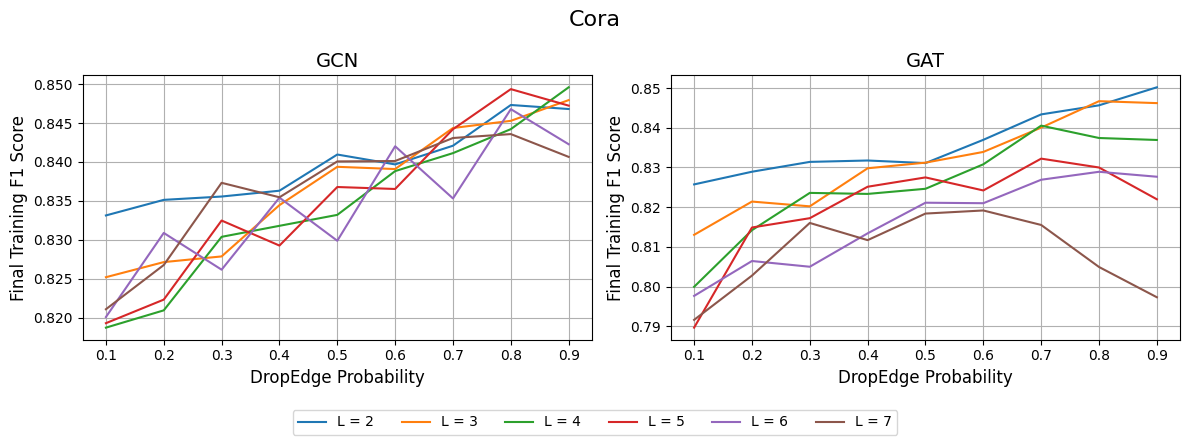 Cora
GCN
Final Training F1 Score
0.850
0.845
0.840
0.835
0.830
0.825
0.820
0.1 0.2 0.3 0.4 0.5 0.6 0.7 0.8 0.9
DropEdge Probability
GAT
Final Training F1 Score
0.85
0.84
0.83
0.82
0.81
0.80
0.79
0.1 0.2 0.3 0.4 0.5 0.6 0.7 0.8 0.9
DropEdge Probability
L = 2 L = 3 L = 4 L = 5 L = 6 L = 7